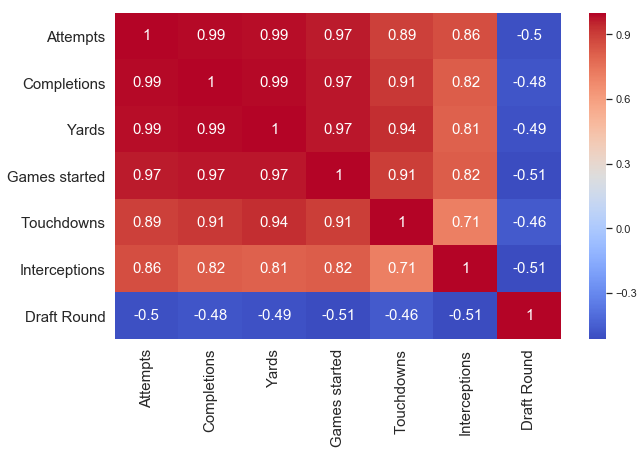 Attempts 1 0.99 0.99 0.97 0.89 0.86 -0.5
Completions 0.99 1 0.99 0.97 0.91 0.82 -0.48
Yards 0.99 0.99 1 0.97 0.94 0.81 -0.49
Games started 0.97 0.97 0.97 1 0.91 0.82 -0.51
Touchdowns 0.89 0.91 0.94 0.91 1 0.71 -0.46
Interceptions 0.86 0.82 0.81 0.82 0.71 1 -0.51
Draft Round -0.5 -0.48 -0.49 -0.51 -0.46 -0.51 1
Attempts
Completions
Yards
Games started
Touchdowns
Interceptions
Draft Round
0.9
0.6
0.3
0.0
−0.3